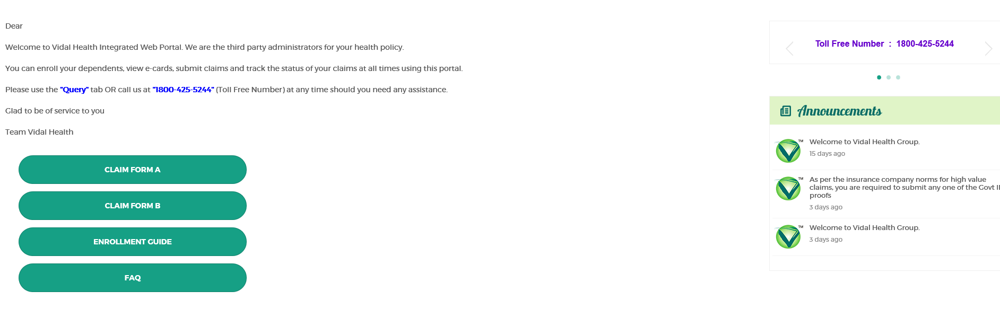 Dear
Welcome to Vidal Health Integrated Web Portal. We are the third party administrators for your health policy.
You can enroll your dependents, view e-cards, submit claims and track the status of your claims at all times using this portal.
Please use the "Query" tab OR call us at "1800-425-5244" (Toll Free Number) at any time should you need any assistance.
Glad to be of service to you
Team Vidal Health
CLAIM FORM A
CLAIM FORM B
ENROLLMENT GUIDE
FAQ
Toll Free Number : 1800-425-5244
Announcements
TM
Welcome to Vidal Health Group.
15 days ago
TM
As per the insurance company norms for high value
claims, you are required to submit any one of the Govt
proofs
3 days ago
TM
Welcome to Vidal Health Group.
3 days ago